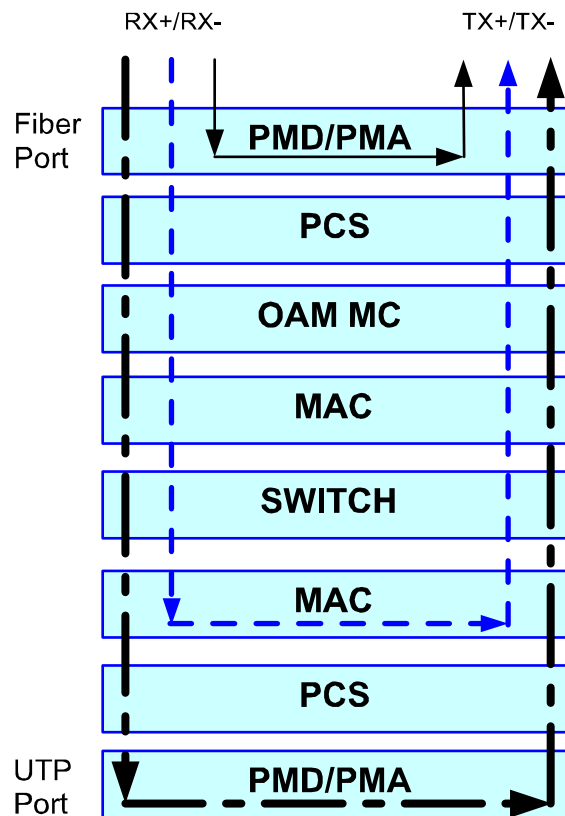 RX+/RX- TX+/TX-
Fiber
Port
PMD/PMA
PCS
OAM MC
MAC
SWITCH
MAC
PCS
UTP
Port
PMD/PMA